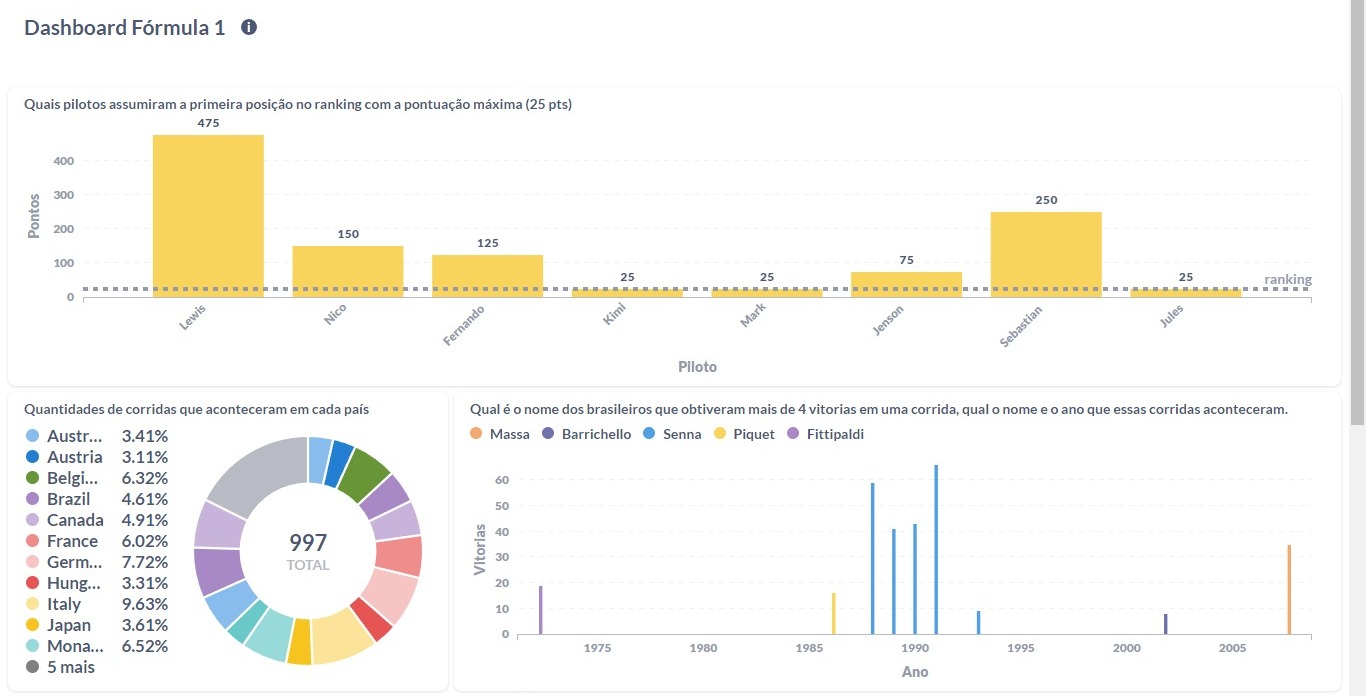 Dashboard Fórmula 1
Quais pilotos assumiram a primeira posição no ranking com a pontuação máxima (25 pts)
Pontos
400
300
200
100
0
475
150
125
25
25
75
250
25
ranking
Lewis
Nico
Fernando
Kimi
Mark
Jenson
Sebastian
Jules
Piloto
Quantidades de corridas que aconteceram em cada país
Austr... 3.41%
Austria 3.11%
Belgi... 6.32%
Brazil 4.61%
Canada 4.91%
France 6.02%
Germ... 7.72%
Hung... 3.31%
Italy 9.63%
Japan 3.61%
Mona... 6.52%
5 mais
997
TOTAL
Qual é o nome dos brasileiros que obtiveram mais de 4 vitorias em uma corrida, qual o nome e o ano que essas corridas aconteceram.
Massa Barrichello Senna Piquet Fittipaldi
Vitorias
60
50
40
30
20
10
0
1975 1980 1985 1990 1995 2000 2005
Ano